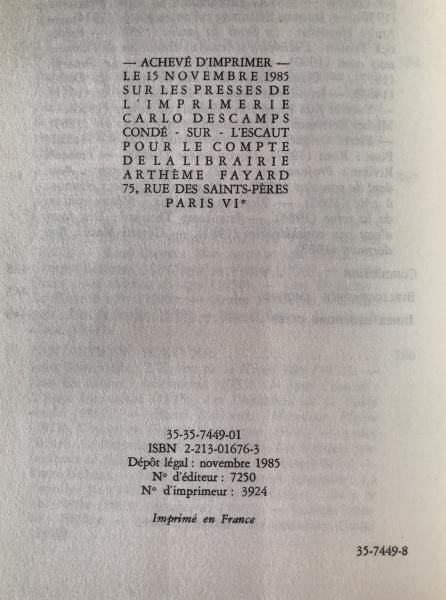 — ACHEVÉ D'IMPRIMER —
LE 15 NOVEMBRE 1985
SUR LES PRESSES DE
L'IMPRIMERIE
CARLO DESCAMPS
CONDÉ - SUR - L'ESCAUT
POUR LE COMPTE
DE LA LIBRAIRIE
ARTHÈME FAYARD
75, RUE DES SAINTS-PÈRES
PARIS VIe
35-35-7449-01
ISBN 2-213-01676-3
Dépôt légal : novembre 1985
No d'éditeur : 7250
No d'imprimeur : 3924
Imprimé en France
35-7449-8